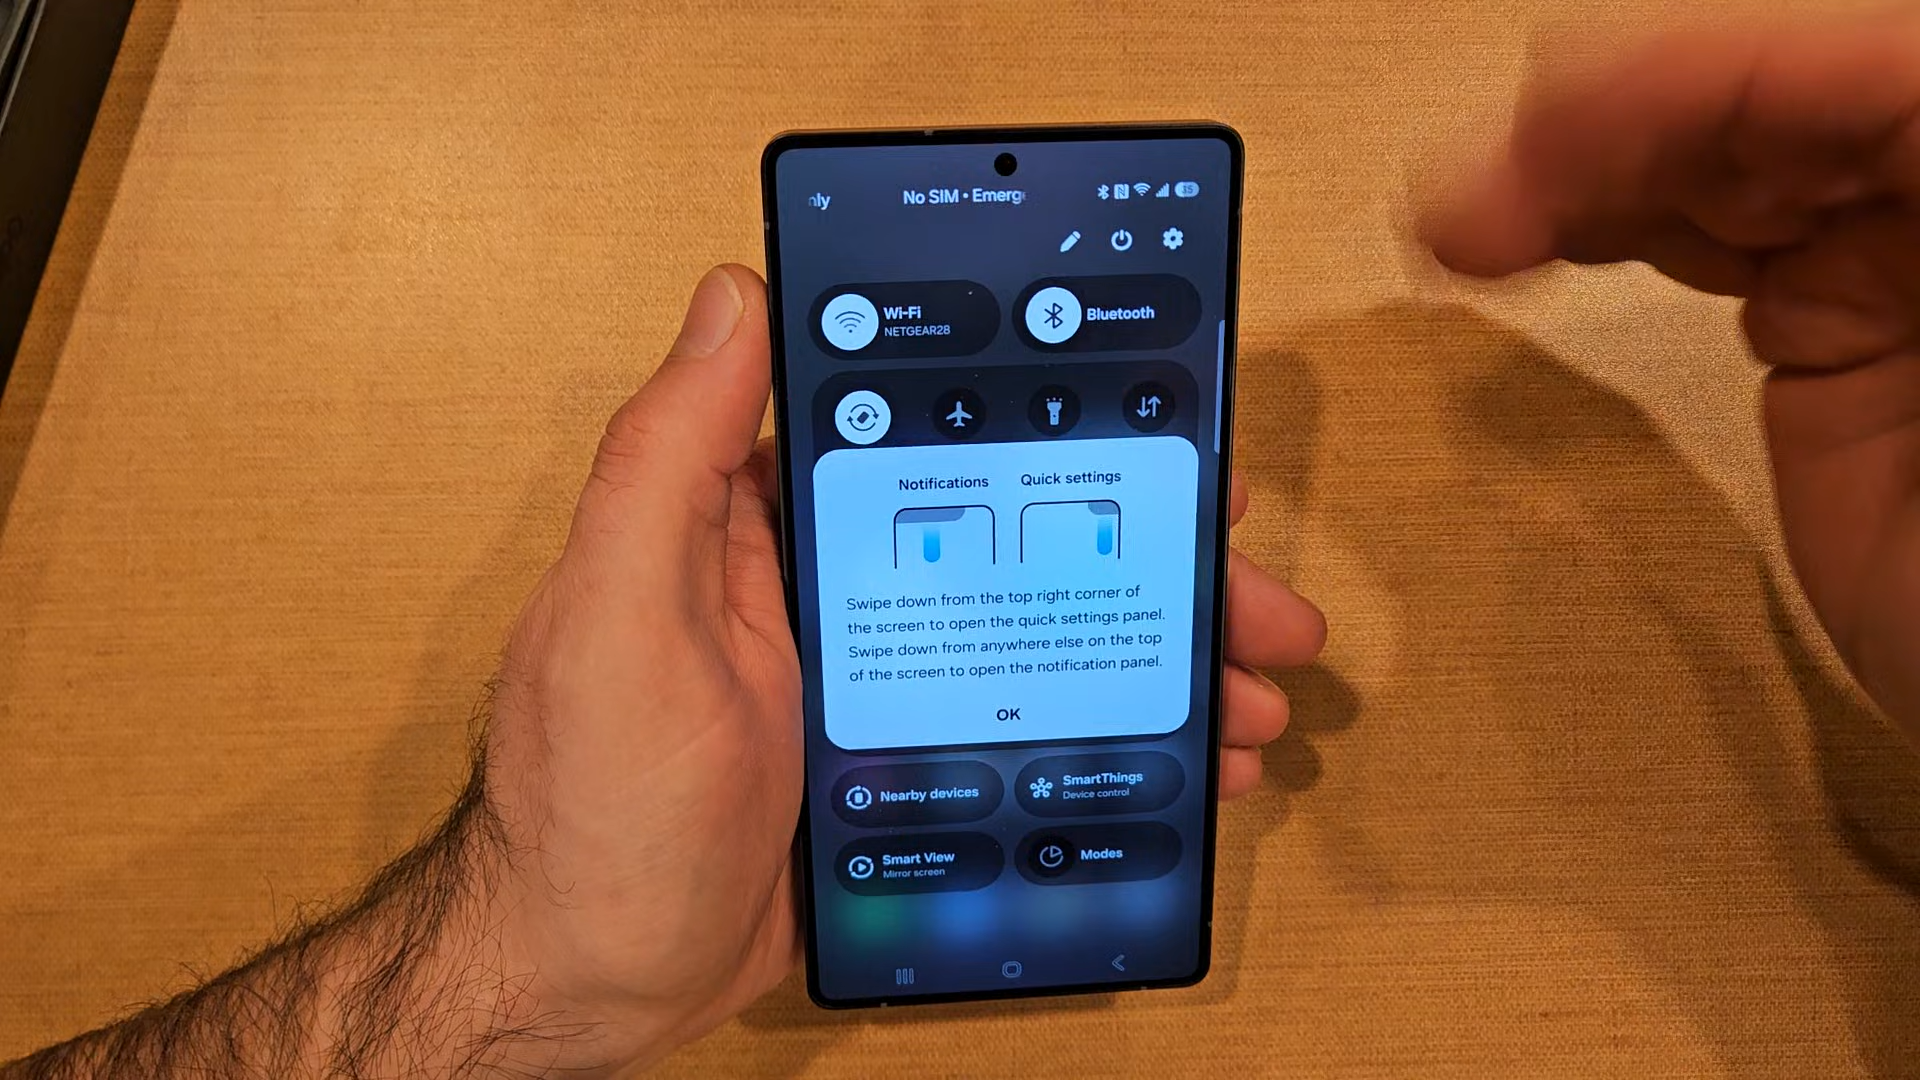 nly No SIM • Emerg 35
Wi-Fi
NETGEAR28
Bluetooth
Notifications Quick settings
Swipe down from the top right corner of
the screen to open the quick settings panel.
Swipe down from anywhere else on the top
of the screen to open the notification panel.
OK
Nearby devices
SmartThings
Device control
Smart View
Mirror screen
Modes